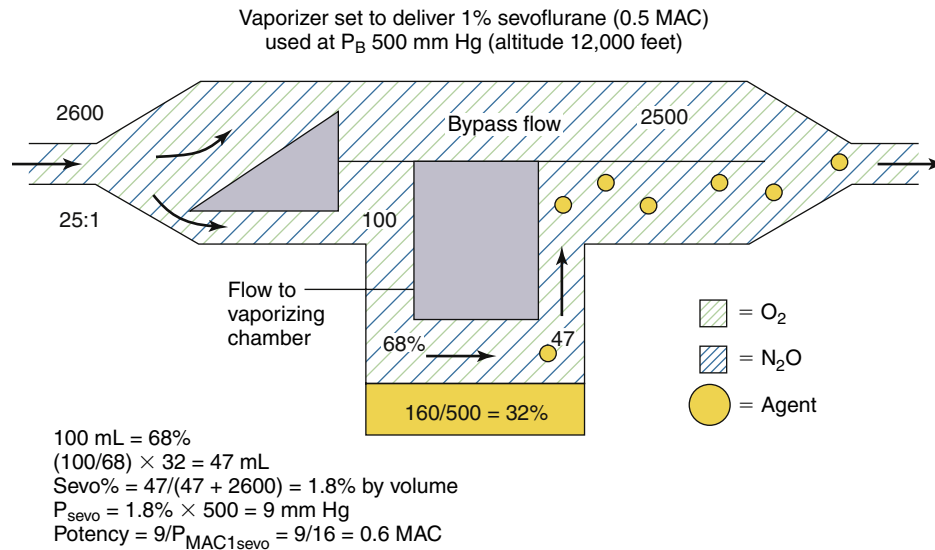 Vaporizer set to deliver 1% sevoflurane (0.5 MAC)
used at P_B 500 mm Hg (altitude 12,000 feet)
2600
2500
Bypass flow
25:1
100
Flow to
vaporizing
chamber
68%
47
= O₂
= N₂O
= Agent
160/500 = 32%
100 mL = 68%
(100/68) × 32 = 47 mL
Sevo% = 47/(47 + 2600) = 1.8% by volume
P_sevo = 1.8% × 500 = 9 mm Hg
Potency = 9/P_MAC1sevo = 9/16 = 0.6 MAC